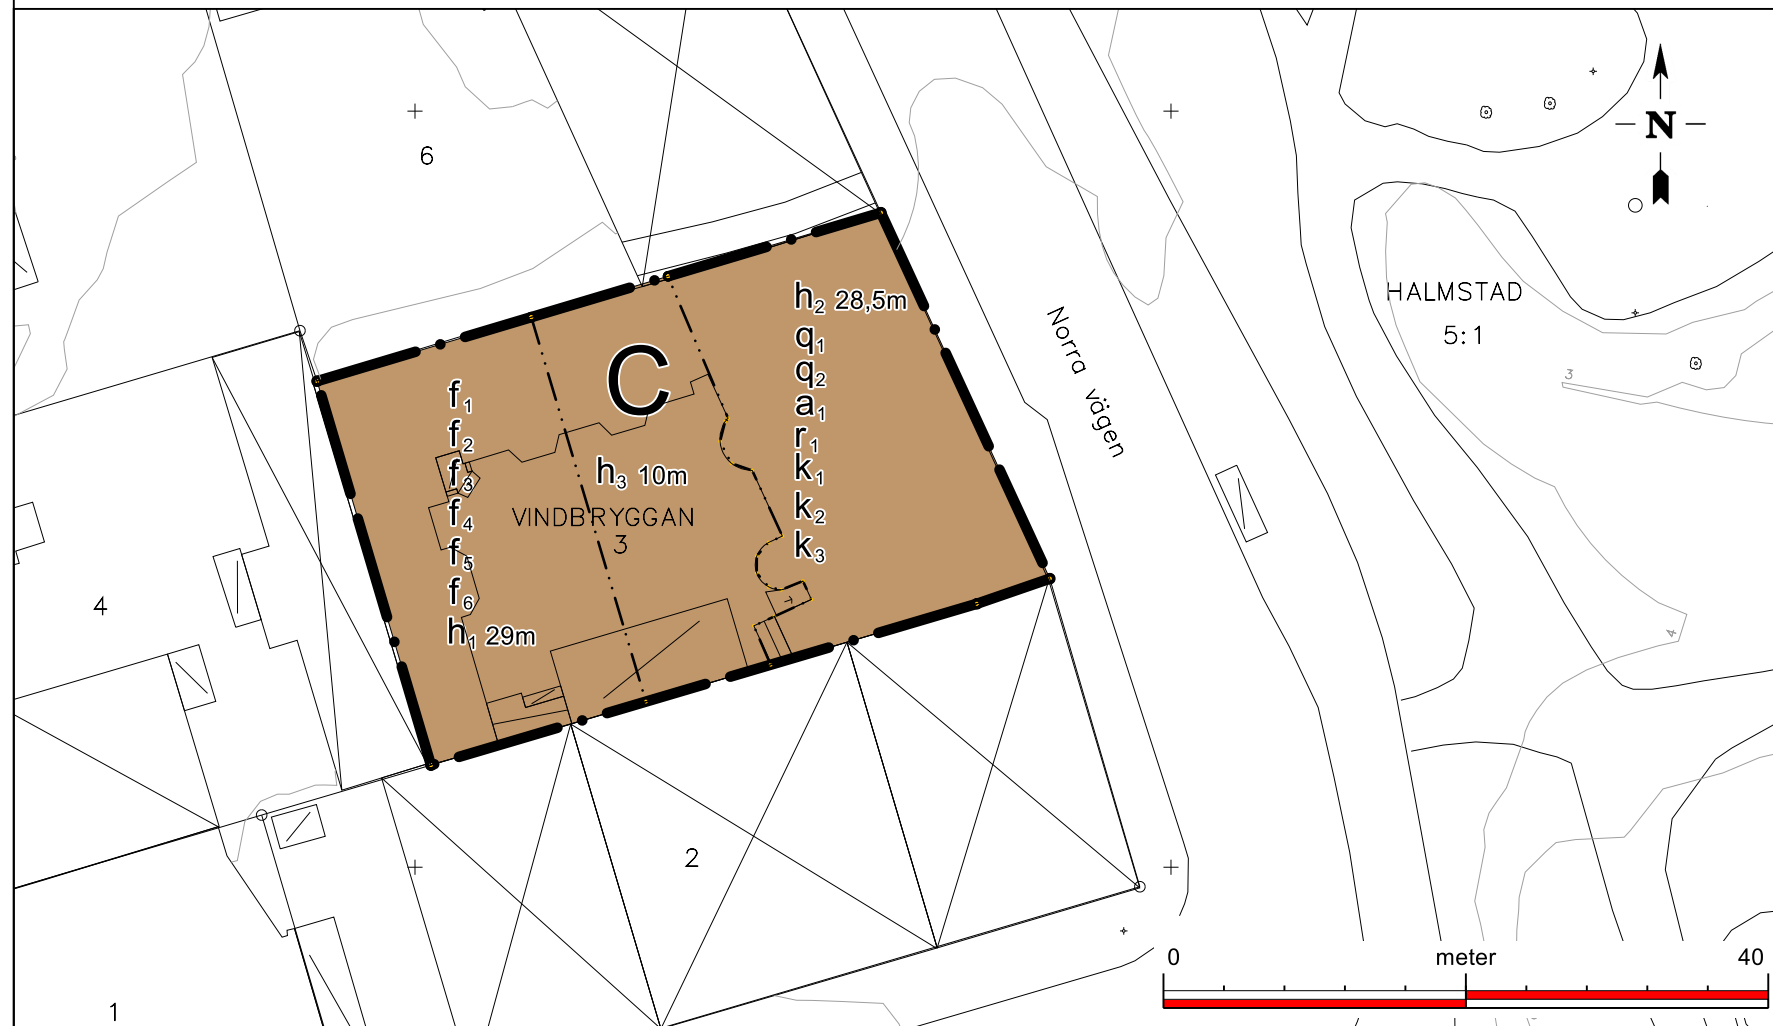 6
N
HALMSTAD
5:1
3
Norra vägen
h₂ 28,5m
q₁
q₂
a₁
r₁
k₁
k₂
k₃
C
h₃ 10m
VINDBRYGGAN
3
f₁
f₂
f₃
f₄
f₅
f₆
h₁ 29m
4
4
2
1
0 meter 40